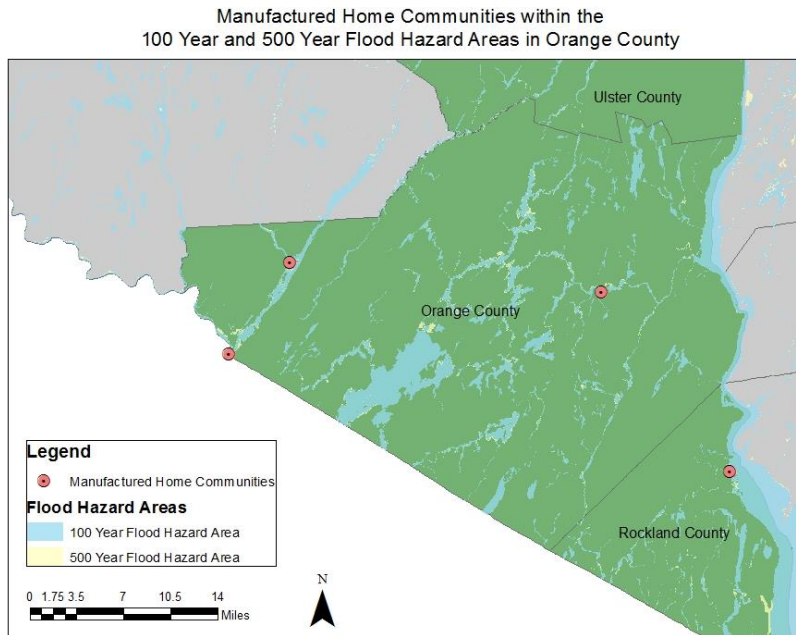 Manufactured Home Communities within the
100 Year and 500 Year Flood Hazard Areas in Orange County
Ulster County
Orange County
Rockland County
Legend
Manufactured Home Communities
Flood Hazard Areas
100 Year Flood Hazard Area
500 Year Flood Hazard Area
0 1.75 3.5 7 10.5 14
Miles
N